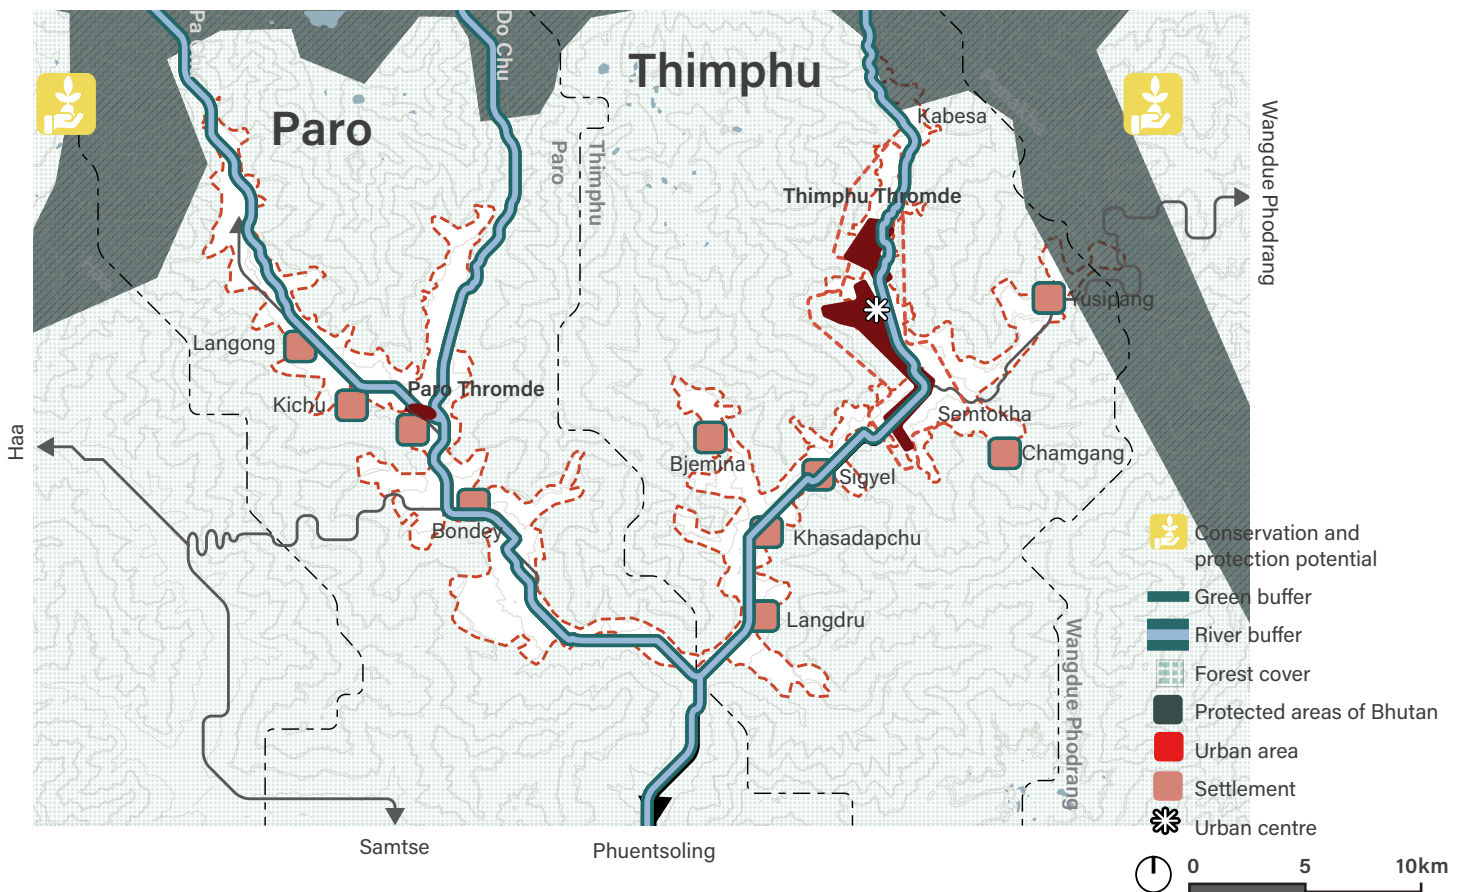 Pa Chu
Do Chu
Thimphu
Paro
Kabesa
Thimphu
Paro
Thimphu Thromde
Wangdue Phodrang
Yusipang
Langong
Paro Thromde
Kichu
Semtokha
Haa
Bjemina
Chamgang
Sigyel
Bondey
Khasadapchu
Langdru
Wangdue Phodrang
Conservation and
protection potential
Green buffer
River buffer
Forest cover
Protected areas of Bhutan
Urban area
Settlement
Urban centre
Samtse
Phuentsoling
0 5 10km